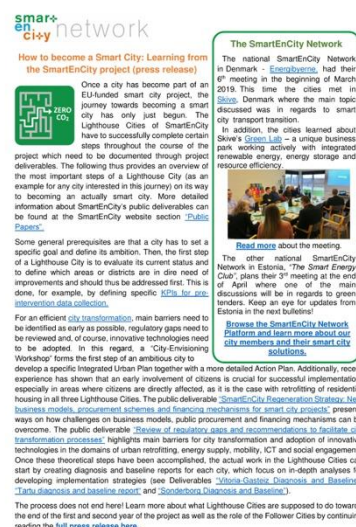 smar+
en
ci+y network
How to become a Smart City: Learning from
the SmartEnCity project (press release)
ZERO
CO₂
Once a city has become part of an
EU-funded smart city project, the
journey towards becoming a smart
city has only just begun. The
Lighthouse Cities of SmartEnCity
have to successfully complete certain
steps throughout the course of the
project which need to be documented through project
deliverables. The following thus provides an overview of
the most important steps of a Lighthouse City (as an
example for any city interested in this journey) on its way
to becoming an actually smart city. More detailed
information about SmartEnCity's public deliverables can
be found at the SmartEnCity website section "Public
Papers".
Some general prerequisites are that a city has to set a
specific goal and define its ambition. Then, the first step
of a Lighthouse City is to evaluate its current status and
to define which areas or districts are in dire need of
improvements and should thus be addressed first. This is
done, for example, by defining specific KPIs for pre-
intervention data collection.
For an efficient city transformation, main barriers need to
be identified as early as possible, regulatory gaps need to
be reviewed and, of course, innovative technologies need
to be adopted. In this regard, a "City-Envisioning
Workshop" forms the first step of an ambitious city to
develop a specific Integrated Urban Plan together with a more detailed Action Plan. Additionally, rece
experience has shown that an early involvement of citizens is crucial for successful implementatio
especially in areas where citizens are directly affected, as it is the case with retrofitting of residenti
housing in all three Lighthouse Cities. The public deliverable "SmartEnCity Regeneration Strategy: Ne
business models, procurement schemes and financing mechanisms for smart city projects" presen
ways on how challenges on business models, public procurement and financing mechanisms can b
overcome. The public deliverable "Review of regulatory gaps and recommendations to facilitate ci
transformation processes" highlights main barriers for city transformation and adoption of innovati
technologies in the domains of urban retrofitting, energy supply, mobility, ICT and social engagemen
Once these theoretical steps have been accomplished, the actual work in the Lighthouse Cities ca
start by creating diagnosis and baseline reports for each city, which focus on in-depth analyses f
developing implementation strategies (see Deliverables "Vitoria-Gasteiz Diagnosis and Baseline"
"Tartu diagnosis and baseline report" and "Sonderborg Diagnosis and Baseline").
The process does not end here! Learn more about what Lighthouse Cities are supposed to do towar
the end of the first and second year of the project as well as the role of the Follower Cities by continuin
reading the full press release here.
The SmartEnCity Network
The national SmartEnCity Network
in Denmark - Energibyerne, had their
6th meeting in the beginning of March
2019. This time the cities met in
Skive, Denmark where the main topic
discussed was in regards to smart
city transport transition.
In addition, the cities learned about
Skive's Green Lab – a unique business
park working actively with integrated
renewable energy, energy storage and
resource efficiency.
Read more about the meeting.
The other national SmartEnCity
Network in Estonia, "The Smart Energy
Club", plans their 3rd meeting at the end
of April where one of the main
discussions will be in regards to green
tenders. Keep an eye for updates from
Estonia in the next bulletins!
Browse the SmartEnCity Network
Platform and learn more about our
city members and their smart city
solutions.